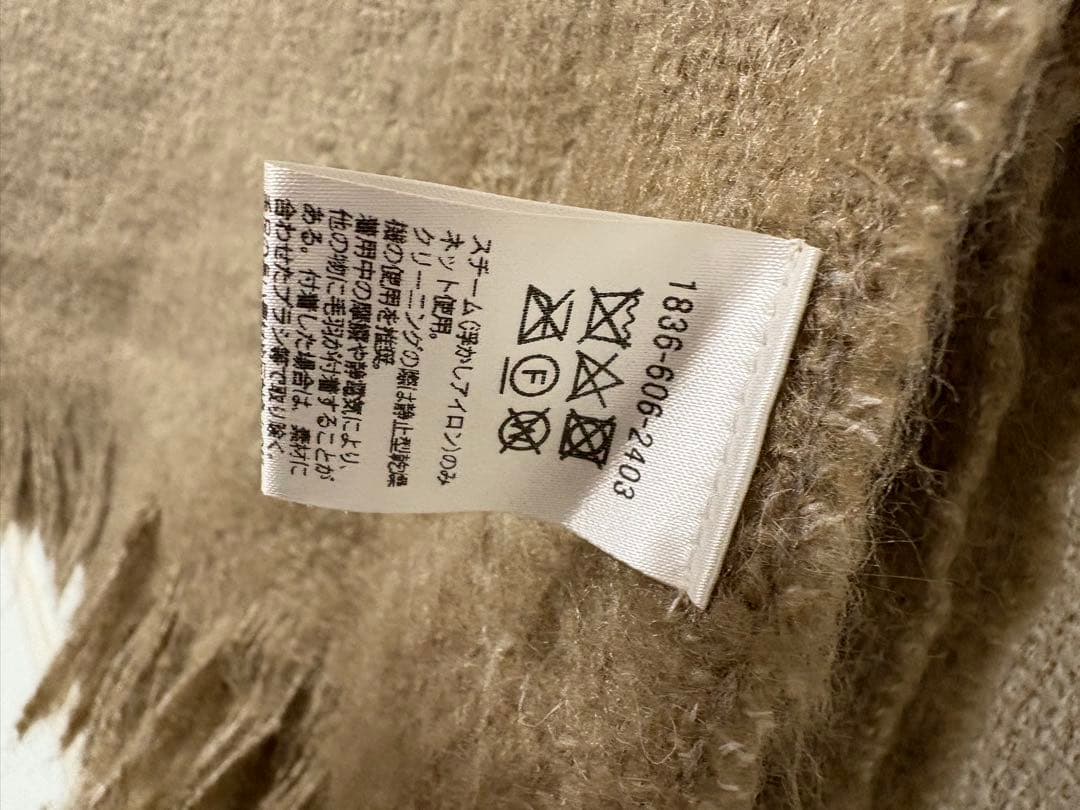 1836-606-2403
F
スチーム(浮かしアイロン)のみ
ネット使用。
クリーニングの際は静止型乾燥
機の使用を推奨。
着用中の摩擦や静電気により、
他の物に毛羽が付着することが
ある。付着した場合は、素材に
合わせたブラシ等で取り除く